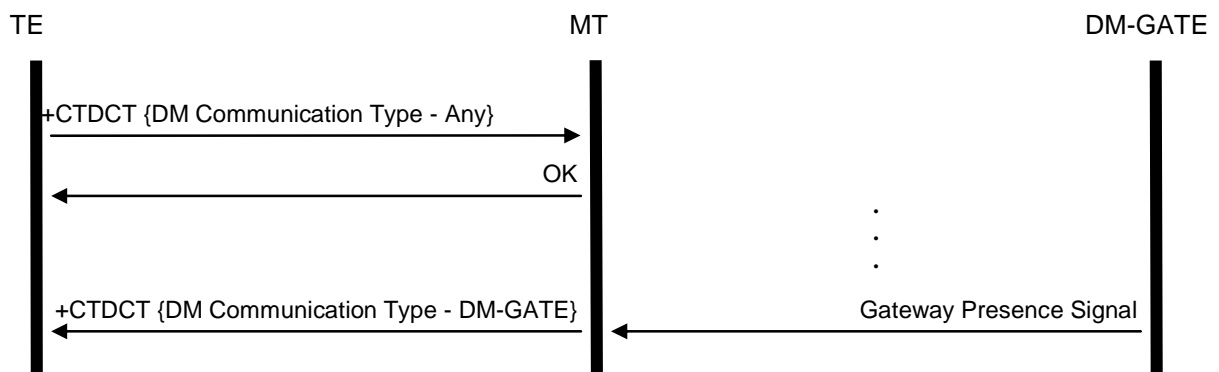 TE MT DM-GATE
+CTDCT {DM Communication Type - Any}
OK
.
.
.
+CTDCT {DM Communication Type - DM-GATE} Gateway Presence Signal